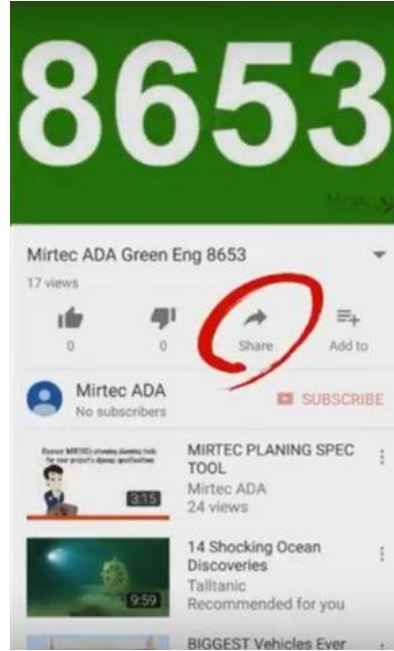 8653
Mirtec ADA Green Eng 8653
17 views
0
0
Share
Add to
Mirtec ADA
No subscribers
SUBSCRIBE
3:15
MIRTEC PLANING SPEC
TOOL
Mirtec ADA
24 views
9:59
14 Shocking Ocean
Discoveries
Talltanic
Recommended for you
BIGGEST Vehicles Ever